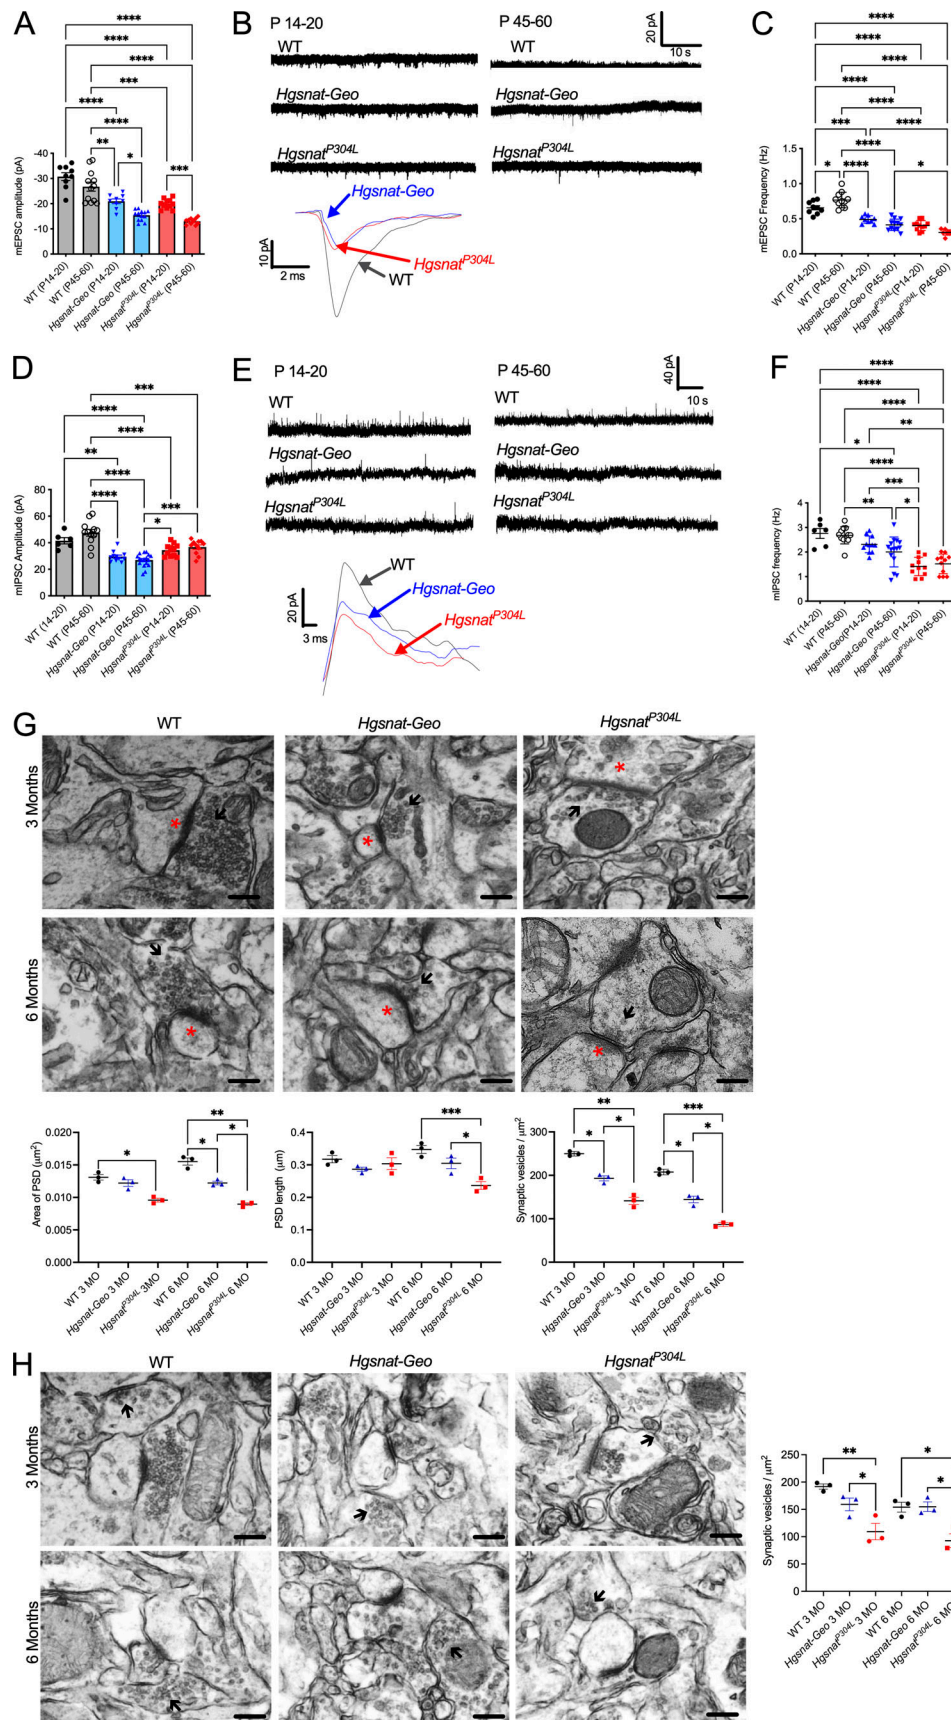 A
****
****
****
***
****
****
** *
***
mEPSC amplitude (pA)
-40
-30
-20
-10
0
WT (P14-20)
WT (P45-60)
Hgsnat-Geo (P14-20)
Hgsnat-Geo (P45-60)
HgsnatP304L (P14-20)
HgsnatP304L (P45-60)
B
P 14-20
P 45-60
20 pA
10 s
WT
WT
Hgsnat-Geo
Hgsnat-Geo
HgsnatP304L
HgsnatP304L
Hgsnat-Geo
HgsnatP304L
WT
10 pA
2 ms
C
****
****
****
****
****
*** ****
****
* **** *
mEPSC Frequency (Hz)
1.5
1.0
0.5
0.0
WT (P14-20)
WT (P45-60)
Hgsnat-Geo (P14-20)
Hgsnat-Geo (P45-60)
HgsnatP304L (P14-20)
HgsnatP304L (P45-60)
D
***
****
****
**
****
***
**** *
mIPSC Amplitude (pA)
80
60
40
20
0
WT (14-20)
WT (P45-60)
Hgsnat-Geo (P14-20)
Hgsnat-Geo (P45-60)
HgsnatP304L (P14-20)
HgsnatP304L (P45-60)
E
P 14-20
P 45-60
40 pA
10 s
WT
WT
Hgsnat-Geo
Hgsnat-Geo
HgsnatP304L
HgsnatP304L
WT
Hgsnat-Geo
HgsnatP304L
20 pA
3 ms
F
****
****
****
**
*
****
***
** *
mIPSC frequency (Hz)
4
3
2
1
0
WT (14-20)
WT (P45-60)
Hgsnat-Geo(P14-20)
Hgsnat-Geo (P45-60)
HgsnatP304L (P14-20)
HgsnatP304L (P45-60)
G
WT
Hgsnat-Geo
HgsnatP304L
3 Months
* * *
6 Months
* * *
Area of PSD (μm2)
0.020
0.015
0.010
0.005
0.000
**
* * *
WT 3 MO
Hgsnat-Geo 3 MO
HgsnatP304L 3MO
WT 6 MO
Hgsnat-Geo 6 MO
HgsnatP304L 6 MO
PSD length (μm)
0.4
0.3
0.2
0.1
0.0
***
*
WT 3 MO
Hgsnat-Geo 3 MO
HgsnatP304L 3 MO
WT 6 MO
Hgsnat-Geo 6 MO
HgsnatP304L 6 MO
Synaptic vesicles / μm2
300
200
100
0
** ***
* * * *
WT 3 MO
Hgsnat-Geo 3 MO
HgsnatP304L 3 MO
WT 6 MO
Hgsnat-Geo 6 MO
HgsnatP304L 6 MO
H
WT
Hgsnat-Geo
HgsnatP304L
3 Months
6 Months
Synaptic vesicles / μm2
250
200
150
100
50
0
** *
* *
WT 3 MO
Hgsnat-Geo 3 MO
HgsnatP304L 3 MO
WT 6 MO
Hgsnat-Geo 6 MO
HgsnatP304L 6 MO